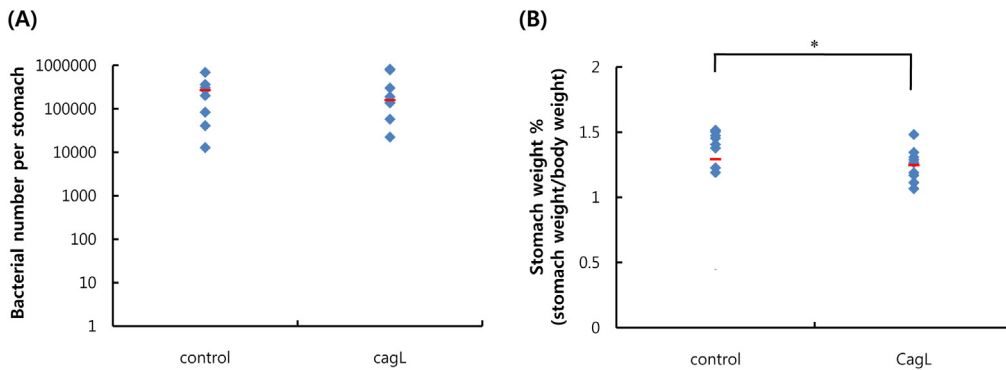 (A)
Bacterial number per stomach
1000000
100000
10000
1000
100
10
1
control
cagL
(B)
*
Stomach weight %
(stomach weight/body weight)
2
1.5
1
0.5
0
control
CagL